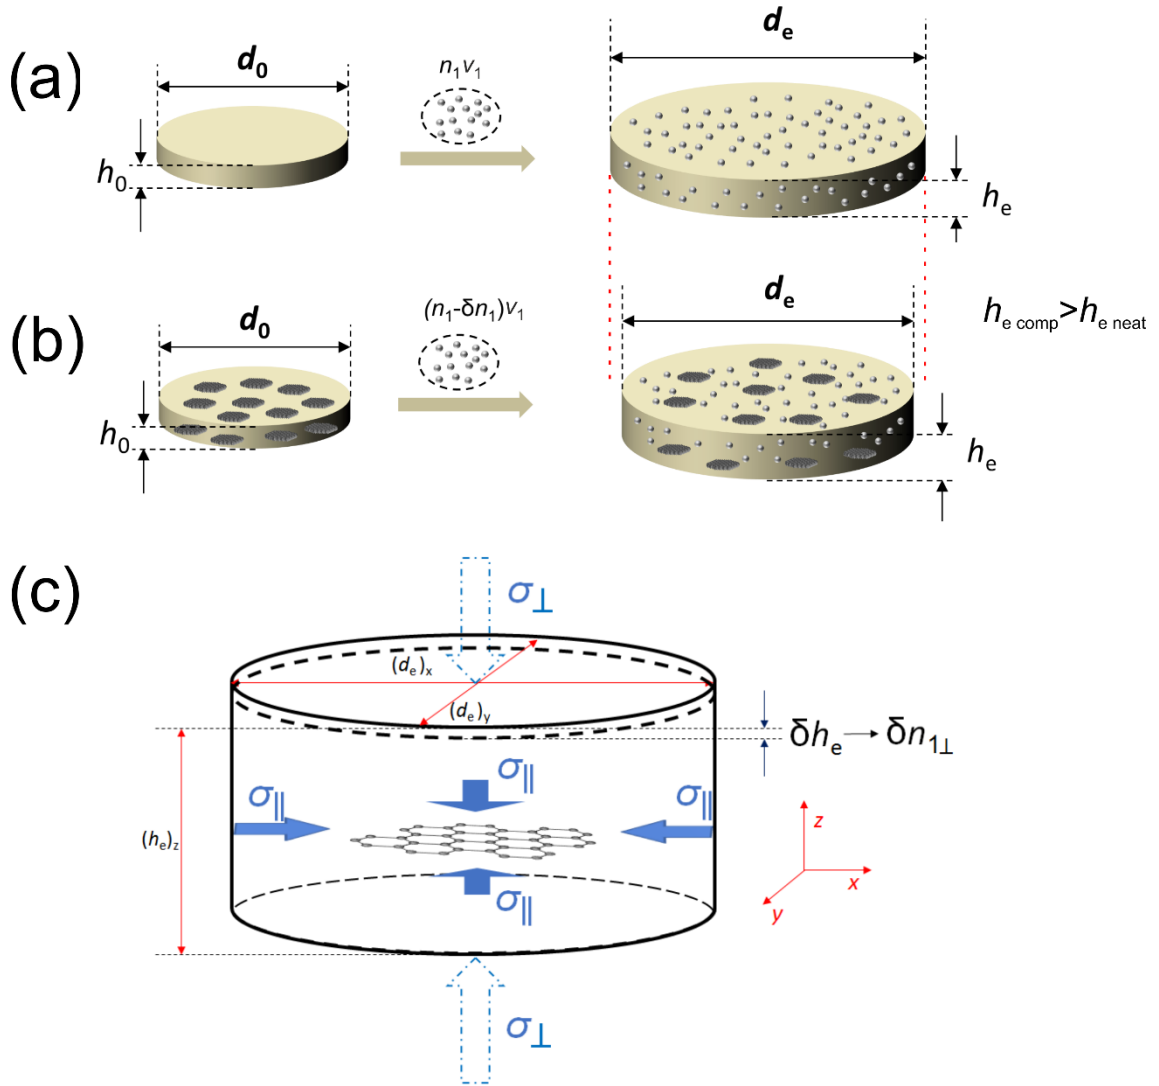 (a)
d₀
n₁v₁
dₑ
h₀
hₑ
(b)
d₀
(n₁-δn₁)v₁
dₑ
hₑ comp>hₑ neat
h₀
hₑ
(c)
σ⊥
(dₑ)ₓ
(dₑ)y
δhₑ → δn₁⊥
σ∥
σ∥
σ∥
(hₑ)z
σ∥
z
x
y
σ⊥